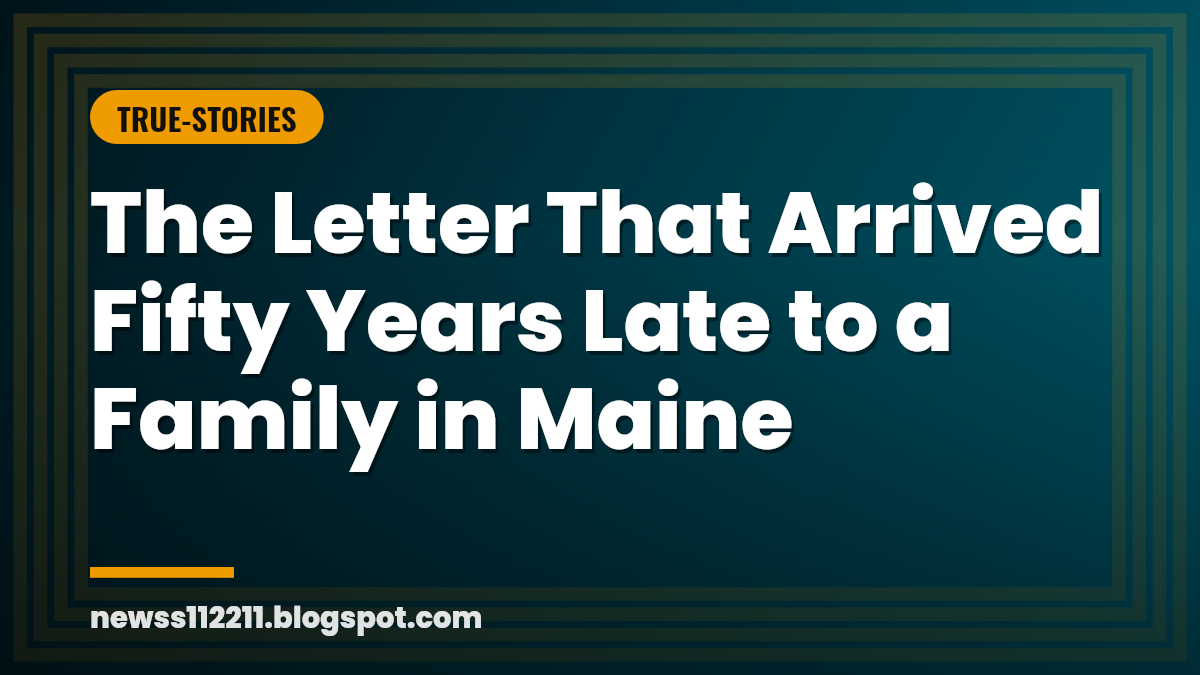 TRUE-STORIES
The Letter That Arrived
Fifty Years Late to a
Family in Maine
newss112211.blogspot.com